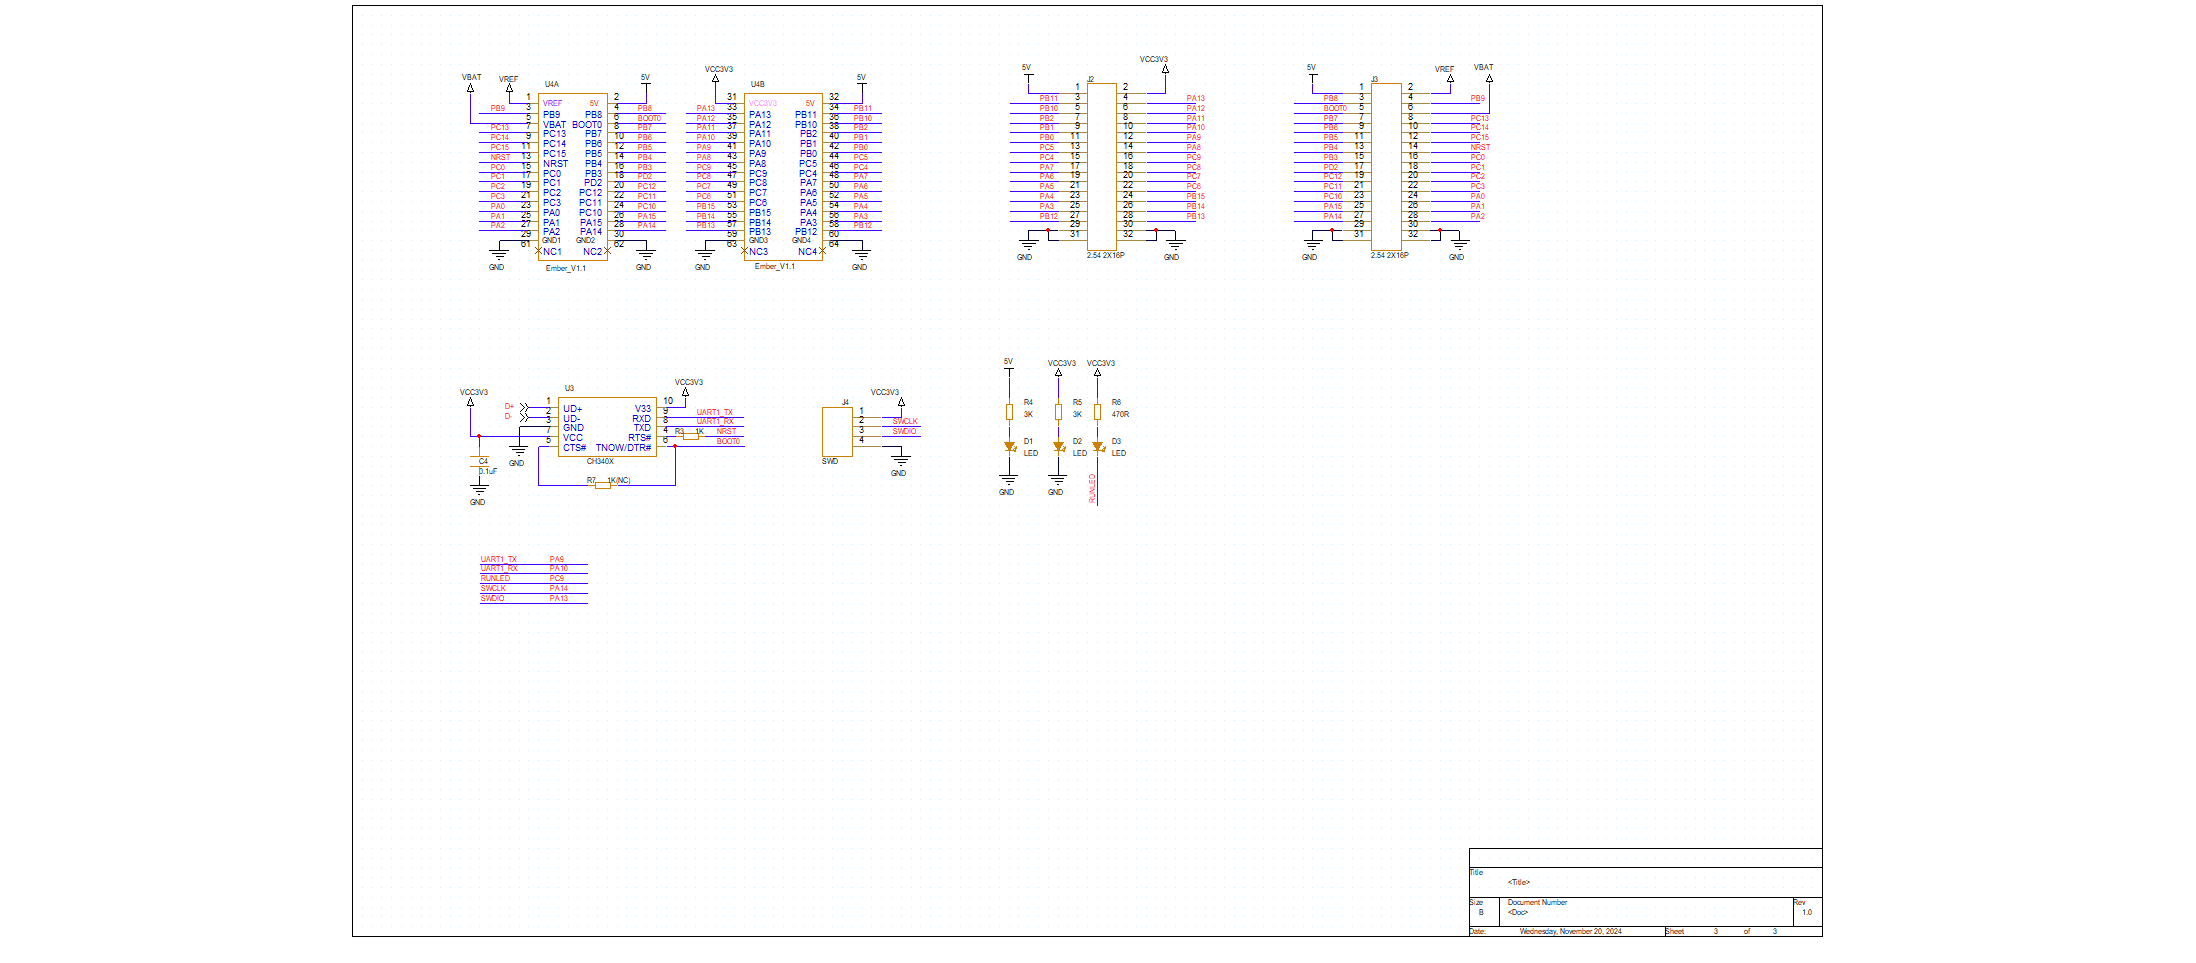 VBAT VREF U4A 5V
1 VREF 5V 2
PB9 3 PB9 PB8 4 PB8
5 VBAT BOOT0 6 BOOT0
PC13 7 PC13 PB7 8 PB7
PC14 9 PC14 PB6 10 PB6
PC15 11 PC15 PB5 12 PB5
NRST 13 NRST PB4 14 PB4
PC0 15 PC0 PB3 16 PB3
PC1 17 PC1 PD2 18 PD2
PC2 19 PC2 PC12 20 PC12
PC3 21 PC3 PC11 22 PC11
PA0 23 PA0 PC10 24 PC10
PA1 25 PA1 PA15 26 PA15
PA2 27 PA2 PA14 28 PA14
29 GND1 GND2 30
61 NC1 NC2 62
GND GND
Ember_V1.1
VCC3V3 U4B 5V
31 VCC3V3 5V 32
PA13 33 PA13 PB11 34 PB11
PA12 35 PA12 PB10 36 PB10
PA11 37 PA11 PB2 38 PB2
PA10 39 PA10 PB1 40 PB1
PA9 41 PA9 PB0 42 PB0
PA8 43 PA8 PC5 44 PC5
PC9 45 PC9 PC4 46 PC4
PC8 47 PC8 PA7 48 PA7
PC7 49 PC7 PA6 50 PA6
PC6 51 PC6 PA5 52 PA5
PB15 53 PB15 PA4 54 PA4
PB14 55 PB14 PA3 56 PA3
PB13 57 PB13 PB12 58 PB12
59 GND3 GND4 60
63 NC3 NC4 64
GND GND
Ember_V1.1
5V J2 VCC3V3
1 2
PB11 3 4 PA13
PB10 5 6 PA12
PB2 7 8 PA11
PB1 9 10 PA10
PB0 11 12 PA9
PC5 13 14 PA8
PC4 15 16 PC9
PA7 17 18 PC8
PA6 19 20 PC7
PA5 21 22 PC6
PA4 23 24 PB15
PA3 25 26 PB14
PB12 27 28 PB13
29 30
31 32
GND GND
2.54 2X16P
5V J3 VREF VBAT
1 2
PB8 3 4 PB9
BOOT0 5 6
PB7 7 8 PC13
PB6 9 10 PC14
PB5 11 12 PC15
PB4 13 14 NRST
PB3 15 16 PC0
PD2 17 18 PC1
PC12 19 20 PC2
PC11 21 22 PC3
PC10 23 24 PA0
PA15 25 26 PA1
PA14 27 28 PA2
29 30
31 32
GND GND
2.54 2X16P
VCC3V3 U3 VCC3V3
D+ 1 UD+ V33 10
D- 2 UD- RXD 9 UART1_TX
3 GND TXD 8 UART1_RX
7 VCC RTS# 4 R3 1K NRST
5 CTS# TNOW/DTR# 6 BOOT0
GND CH340X
C4
0.1uF
R7 1K(NC)
GND
VCC3V3
J4
1
2 SWCLK
3 SWDIO
4
SWD
GND
5V VCC3V3 VCC3V3
R4 R5 R6
3K 3K 470R
D1 D2 D3
LED LED LED
GND GND RUNLED
UART1_TX PA9
UART1_RX PA10
RUNLED PC9
SWCLK PA14
SWDIO PA13
Title
<Title>
Size Document Number Rev
B <Doc> 1.0
Date: Wednesday, November 20, 2024 Sheet 3 of 3